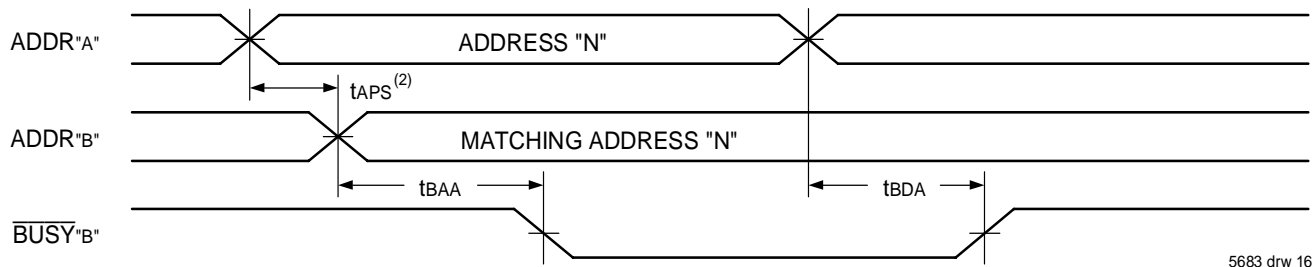 ADDR"A"
ADDRESS "N"
tAPS(2)
ADDR"B"
MATCHING ADDRESS "N"
tBAA
tBDA
BUSY"B"
5683 drw 16